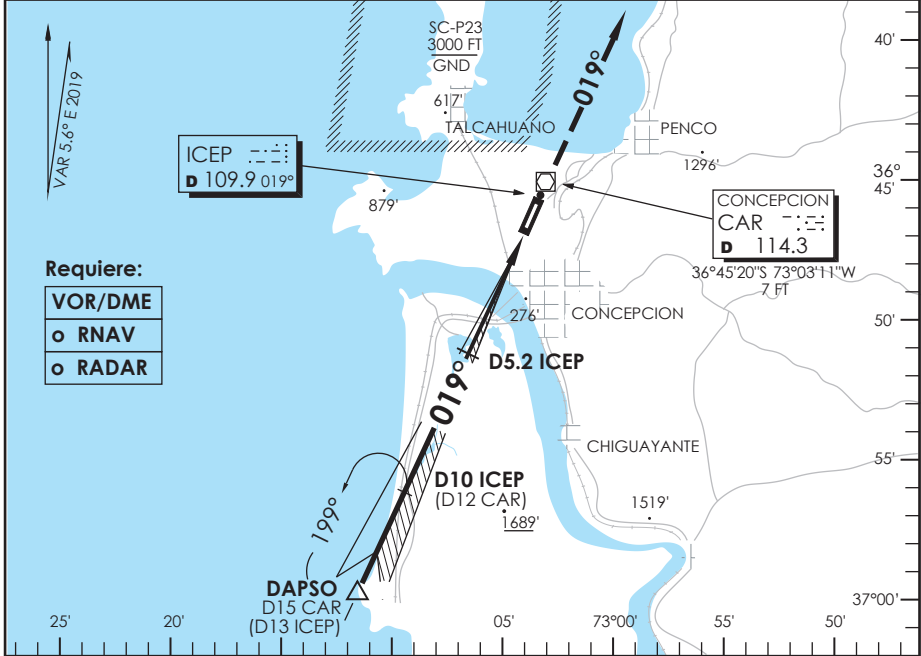 SC-P23
3000 FT
GND
40'
VAR 5.6° E 2019
019°
617'
TALCAHUANO
PENCO
ICEP
D 109.9 019°
1296'
36°
45'
879'
CONCEPCION
CAR
D 114.3
36°45'20"S 73°03'11"W
7 FT
Requiere:
VOR/DME
o RNAV
o RADAR
276'
CONCEPCION
50'
D5.2 ICEP
019°
CHIGUAYANTE
55'
D10 ICEP
(D12 CAR)
199°
1519'
1689'
DAPSO
D15 CAR
(D13 ICEP)
37°00'
25'
20'
05'
73°00'
55'
50'